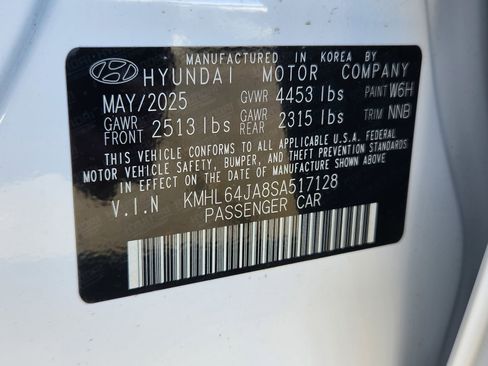 MANUFACTURED IN KOREA BY
HYUNDAI MOTOR COMPANY
MAY/2025 GVWR 4453 lbs PAINT W6H
GAWR FRONT 2513 lbs GAWR REAR 2315 lbs TRIM NNB
THIS VEHICLE CONFORMS TO ALL APPLICABLE U.S.A. FEDERAL
MOTOR VEHICLE SAFETY, BUMPER, AND THEFT PREVENTION STANDARDS
IN EFFECT ON THE DATE OF MANUFACTURE SHOWN ABOVE.
V.I.N KMHL64JA8SA517128
PASSENGER CAR